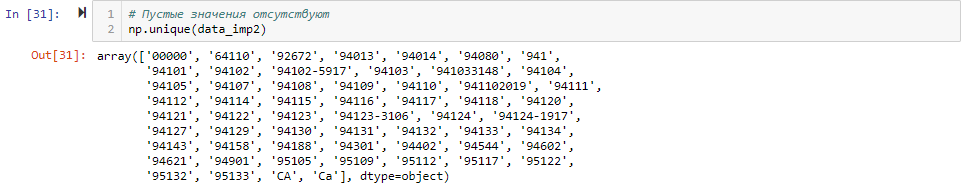 In [31]:
1 # Пустые значения отсутствуют
2 np.unique(data_imp2)
Out[31]: array(['00000', '64110', '92672', '94013', '94014', '94080', '941',
'94101', '94102', '94102-5917', '94103', '941033148', '94104',
'94105', '94107', '94108', '94109', '94110', '941102019', '94111',
'94112', '94114', '94115', '94116', '94117', '94118', '94120',
'94121', '94122', '94123', '94123-3106', '94124', '94124-1917',
'94127', '94129', '94130', '94131', '94132', '94133', '94134',
'94143', '94158', '94188', '94301', '94402', '94544', '94602',
'94621', '94901', '95105', '95109', '95112', '95117', '95122',
'95132', '95133', 'CA', 'Ca'], dtype=object)